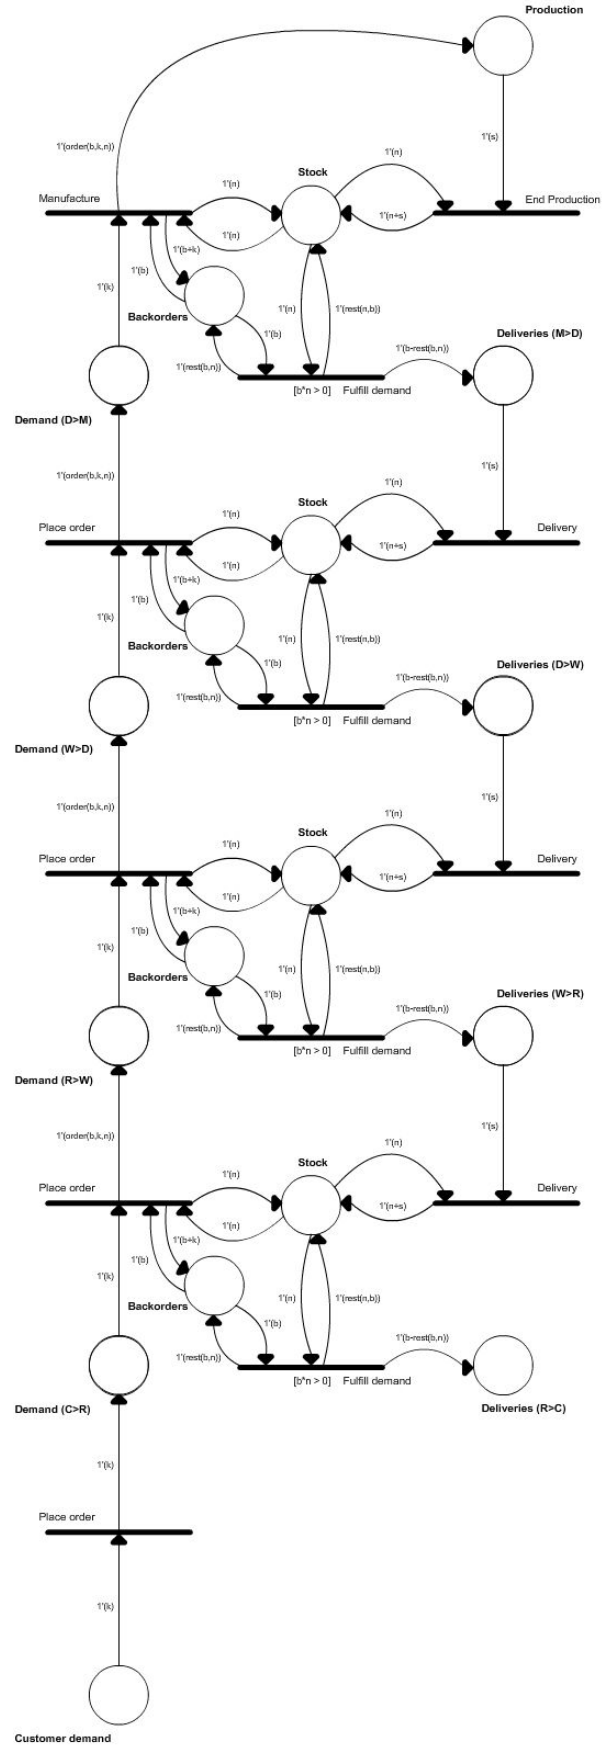 Production
1'(s)
1'(order(b,k,n))
Stock
1'(n)
1'(n)
Manufacture
End Production
1'(n)
1'(n+s)
1'(b+k)
1'(b)
1'(k)
Backorders
1'(n)
1'(rest(n,b))
1'(b)
1'(rest(b,n))
[b*n > 0] Fulfill demand
1'(b-rest(b,n))
Deliveries (M>D)
Demand (D>M)
1'(s)
1'(order(b,k,n))
Stock
1'(n)
1'(n)
Place order
Delivery
1'(n)
1'(n+s)
1'(b+k)
1'(b)
1'(k)
Backorders
1'(n)
1'(rest(n,b))
1'(b)
1'(rest(b,n))
[b*n > 0] Fulfill demand
1'(b-rest(b,n))
Deliveries (D>W)
Demand (W>D)
1'(s)
1'(order(b,k,n))
Stock
1'(n)
1'(n)
Place order
Delivery
1'(n)
1'(n+s)
1'(b+k)
1'(b)
1'(k)
Backorders
1'(n)
1'(rest(n,b))
1'(b)
1'(rest(b,n))
[b*n > 0] Fulfill demand
1'(b-rest(b,n))
Deliveries (W>R)
Demand (R>W)
1'(s)
1'(order(b,k,n))
Stock
1'(n)
1'(n)
Place order
Delivery
1'(n)
1'(n+s)
1'(b+k)
1'(b)
1'(k)
Backorders
1'(n)
1'(rest(n,b))
1'(b)
1'(rest(b,n))
[b*n > 0] Fulfill demand
1'(b-rest(b,n))
Deliveries (R>C)
Demand (C>R)
1'(k)
Place order
1'(k)
Customer demand